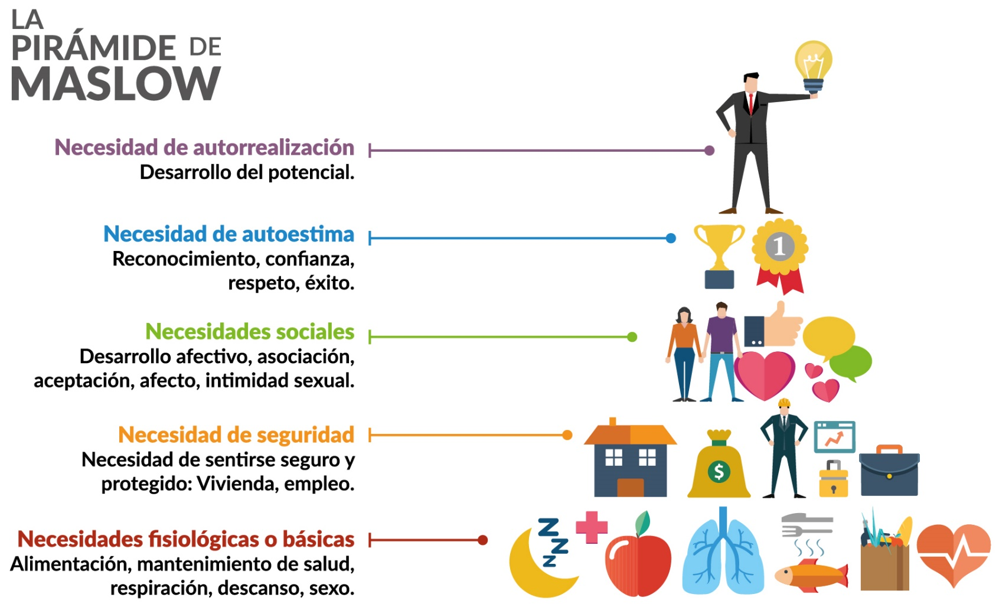 LA
PIRÁMIDE DE
MASLOW
Necesidad de autorrealización
Desarrollo del potencial.
Necesidad de autoestima
Reconocimiento, confianza,
respeto, éxito.
1
Necesidades sociales
Desarrollo afectivo, asociación,
aceptación, afecto, intimidad sexual.
Necesidad de seguridad
Necesidad de sentirse seguro y
protegido: Vivienda, empleo.
$
Necesidades fisiológicas o básicas
Alimentación, mantenimiento de salud,
respiración, descanso, sexo.
Z
Z
Z